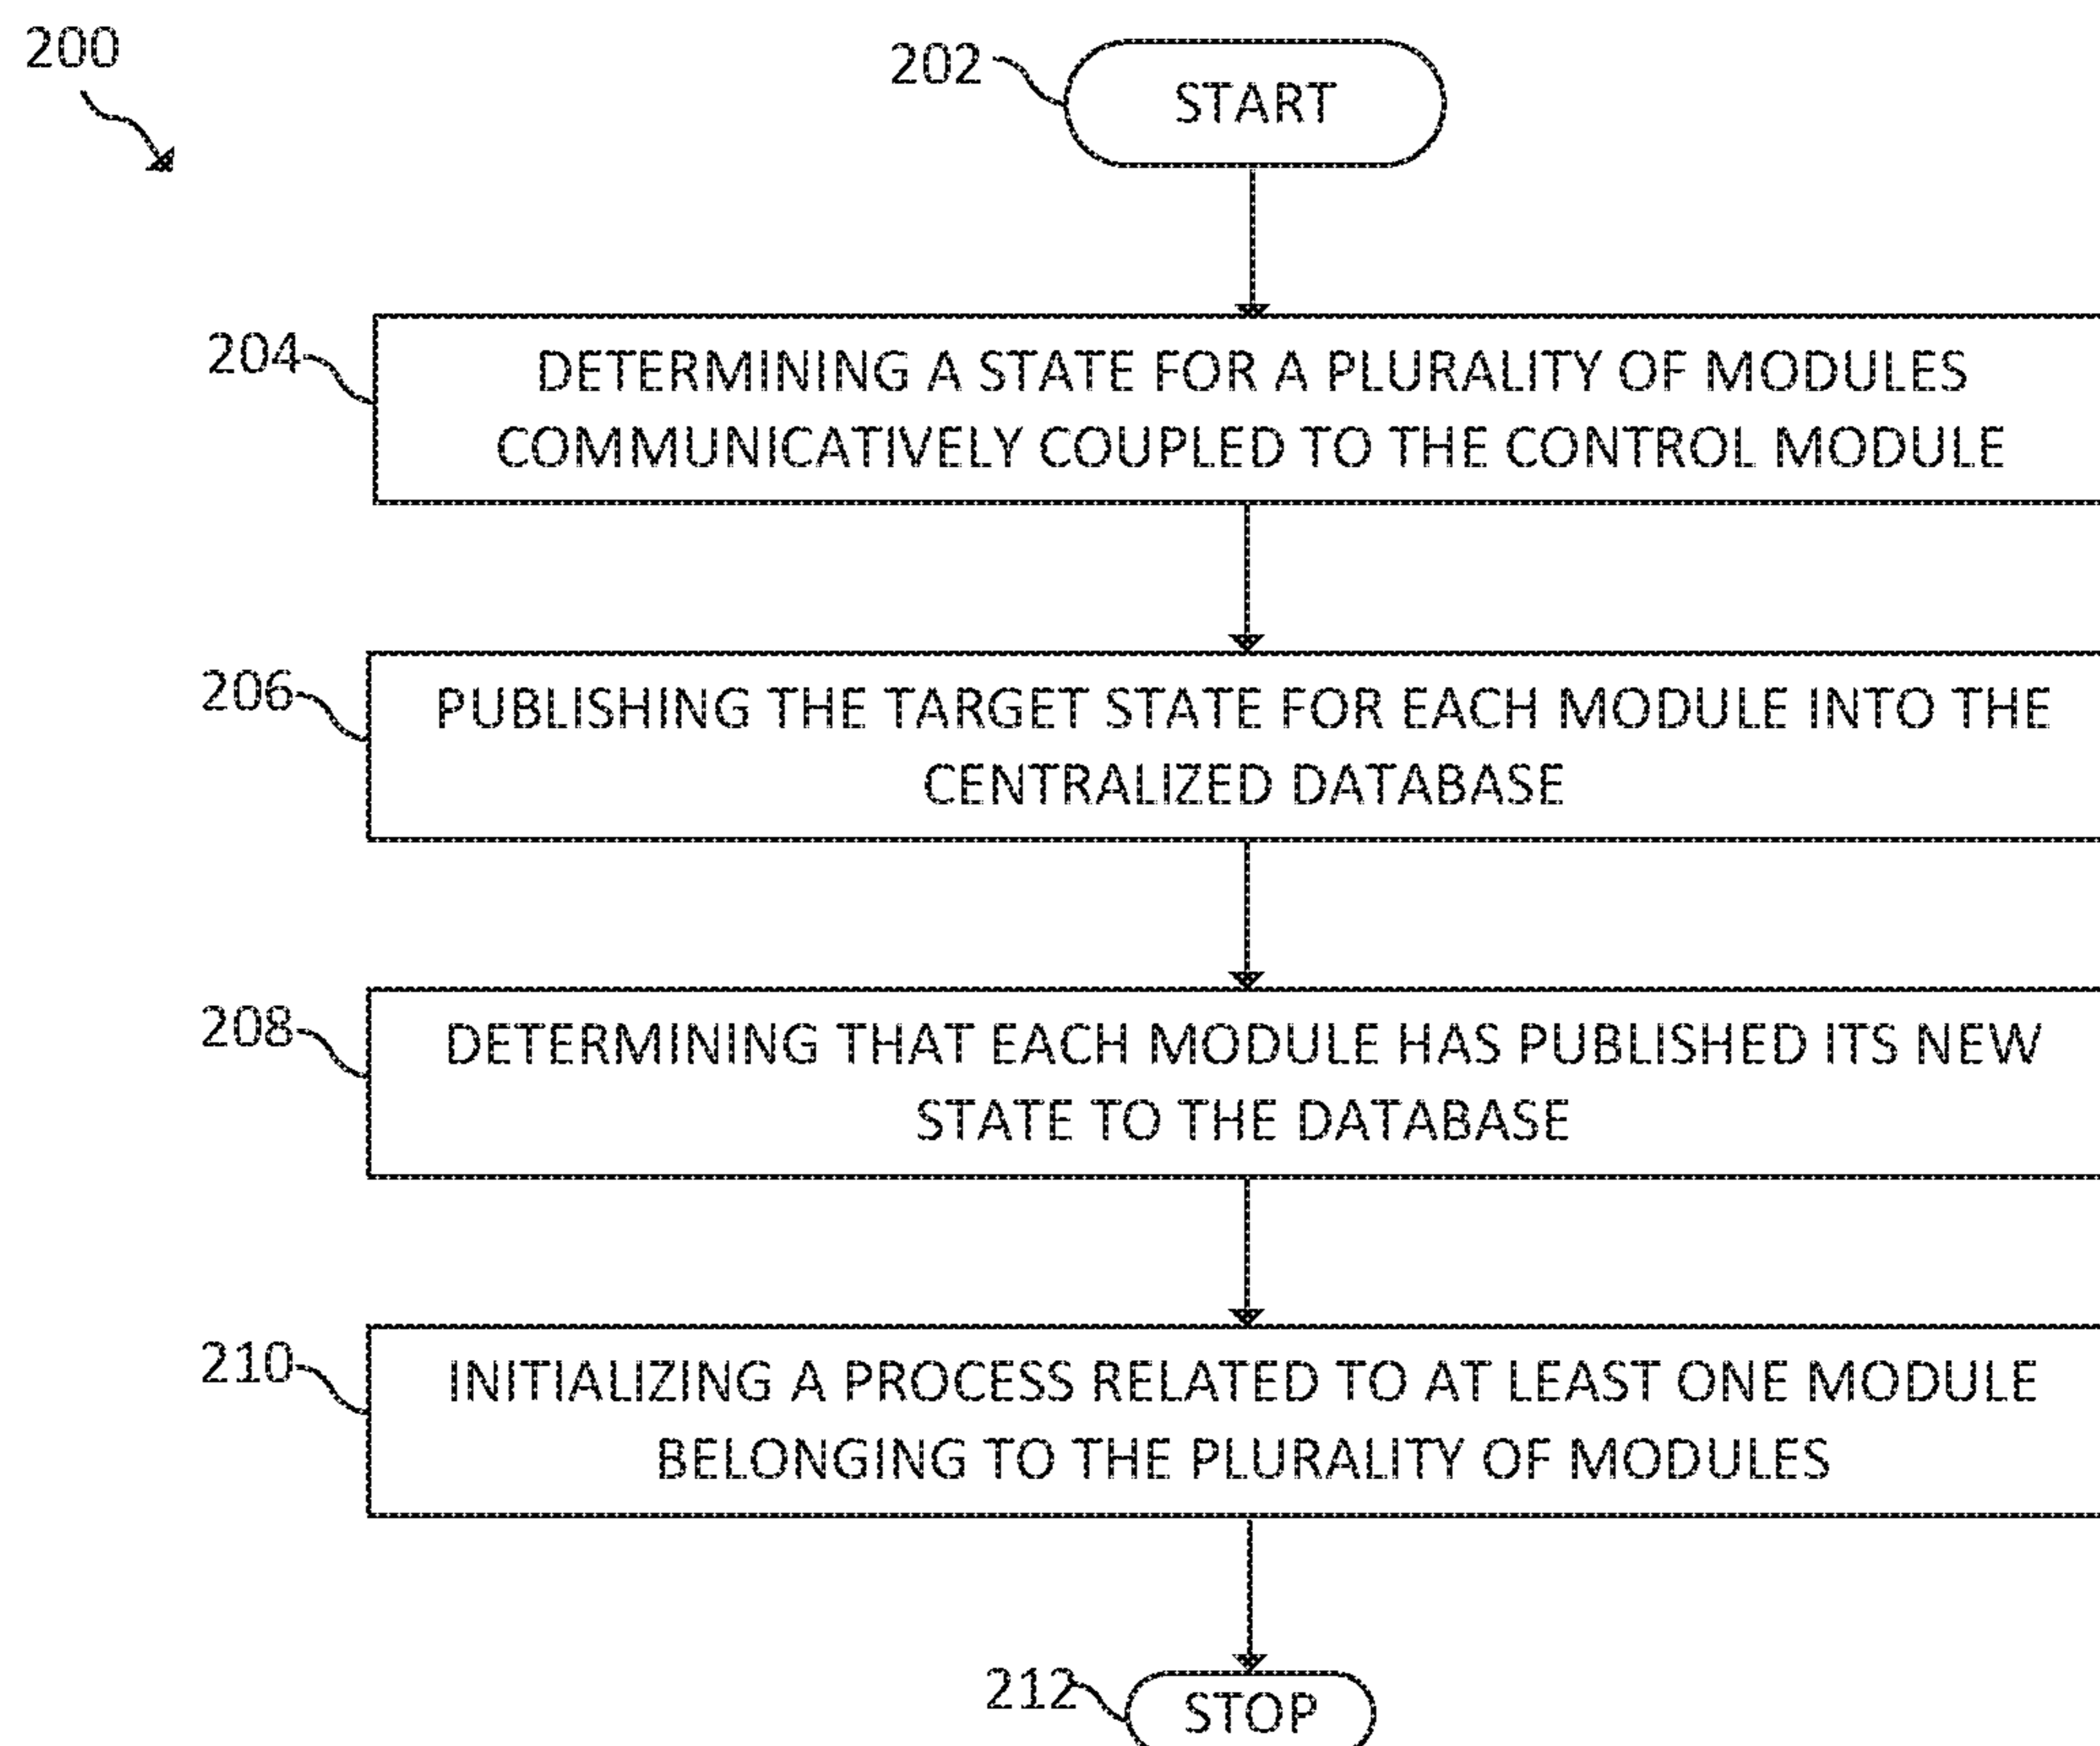 200
202
START
204
DETERMINING A STATE FOR A PLURALITY OF MODULES
COMMUNICATIVELY COUPLED TO THE CONTROL MODULE
206
PUBLISHING THE TARGET STATE FOR EACH MODULE INTO THE
CENTRALIZED DATABASE
208
DETERMINING THAT EACH MODULE HAS PUBLISHED ITS NEW
STATE TO THE DATABASE
210
INITIALIZING A PROCESS RELATED TO AT LEAST ONE MODULE
BELONGING TO THE PLURALITY OF MODULES
212
STOP